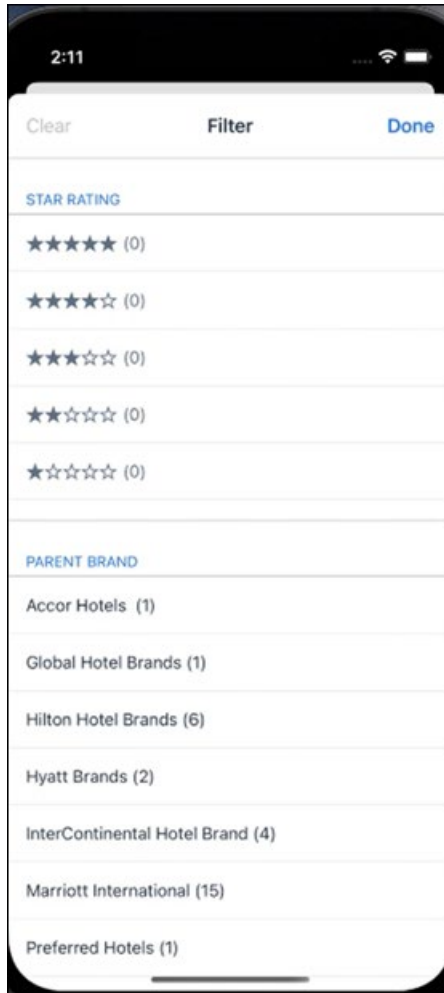 2:11
Clear Filter Done
STAR RATING
★★★★★ (0)
★★★★☆ (0)
★★★☆☆ (0)
★★☆☆☆ (0)
★☆☆☆☆ (0)
PARENT BRAND
Accor Hotels (1)
Global Hotel Brands (1)
Hilton Hotel Brands (6)
Hyatt Brands (2)
InterContinental Hotel Brand (4)
Marriott International (15)
Preferred Hotels (1)